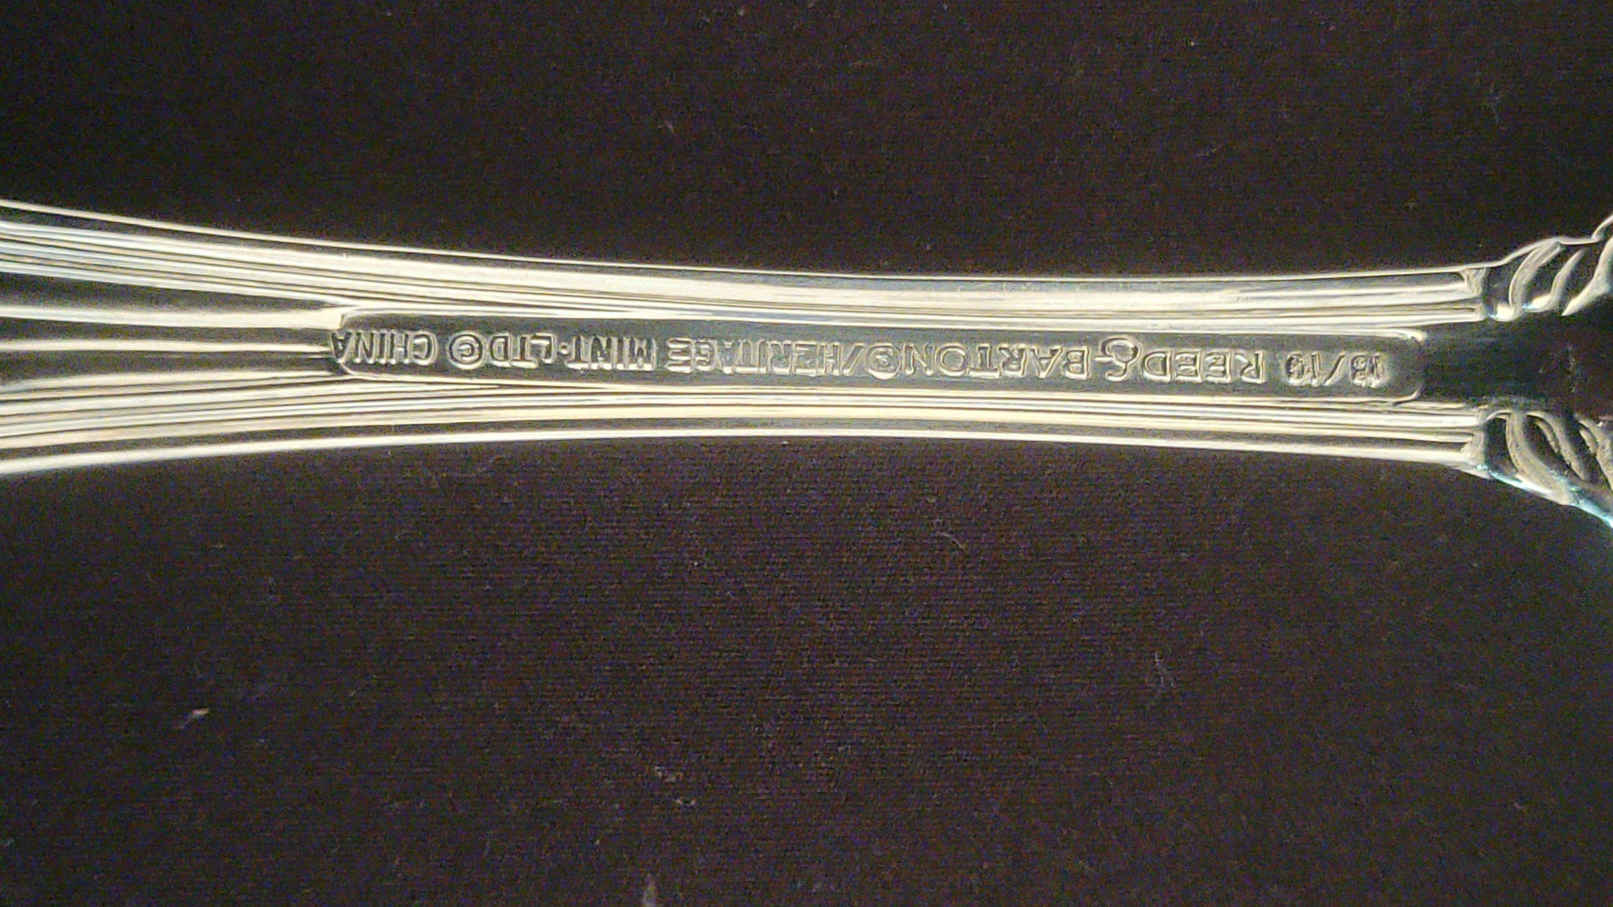 18/10 REED & BARTON©/HERITAGE MINT·LTD© CHINA